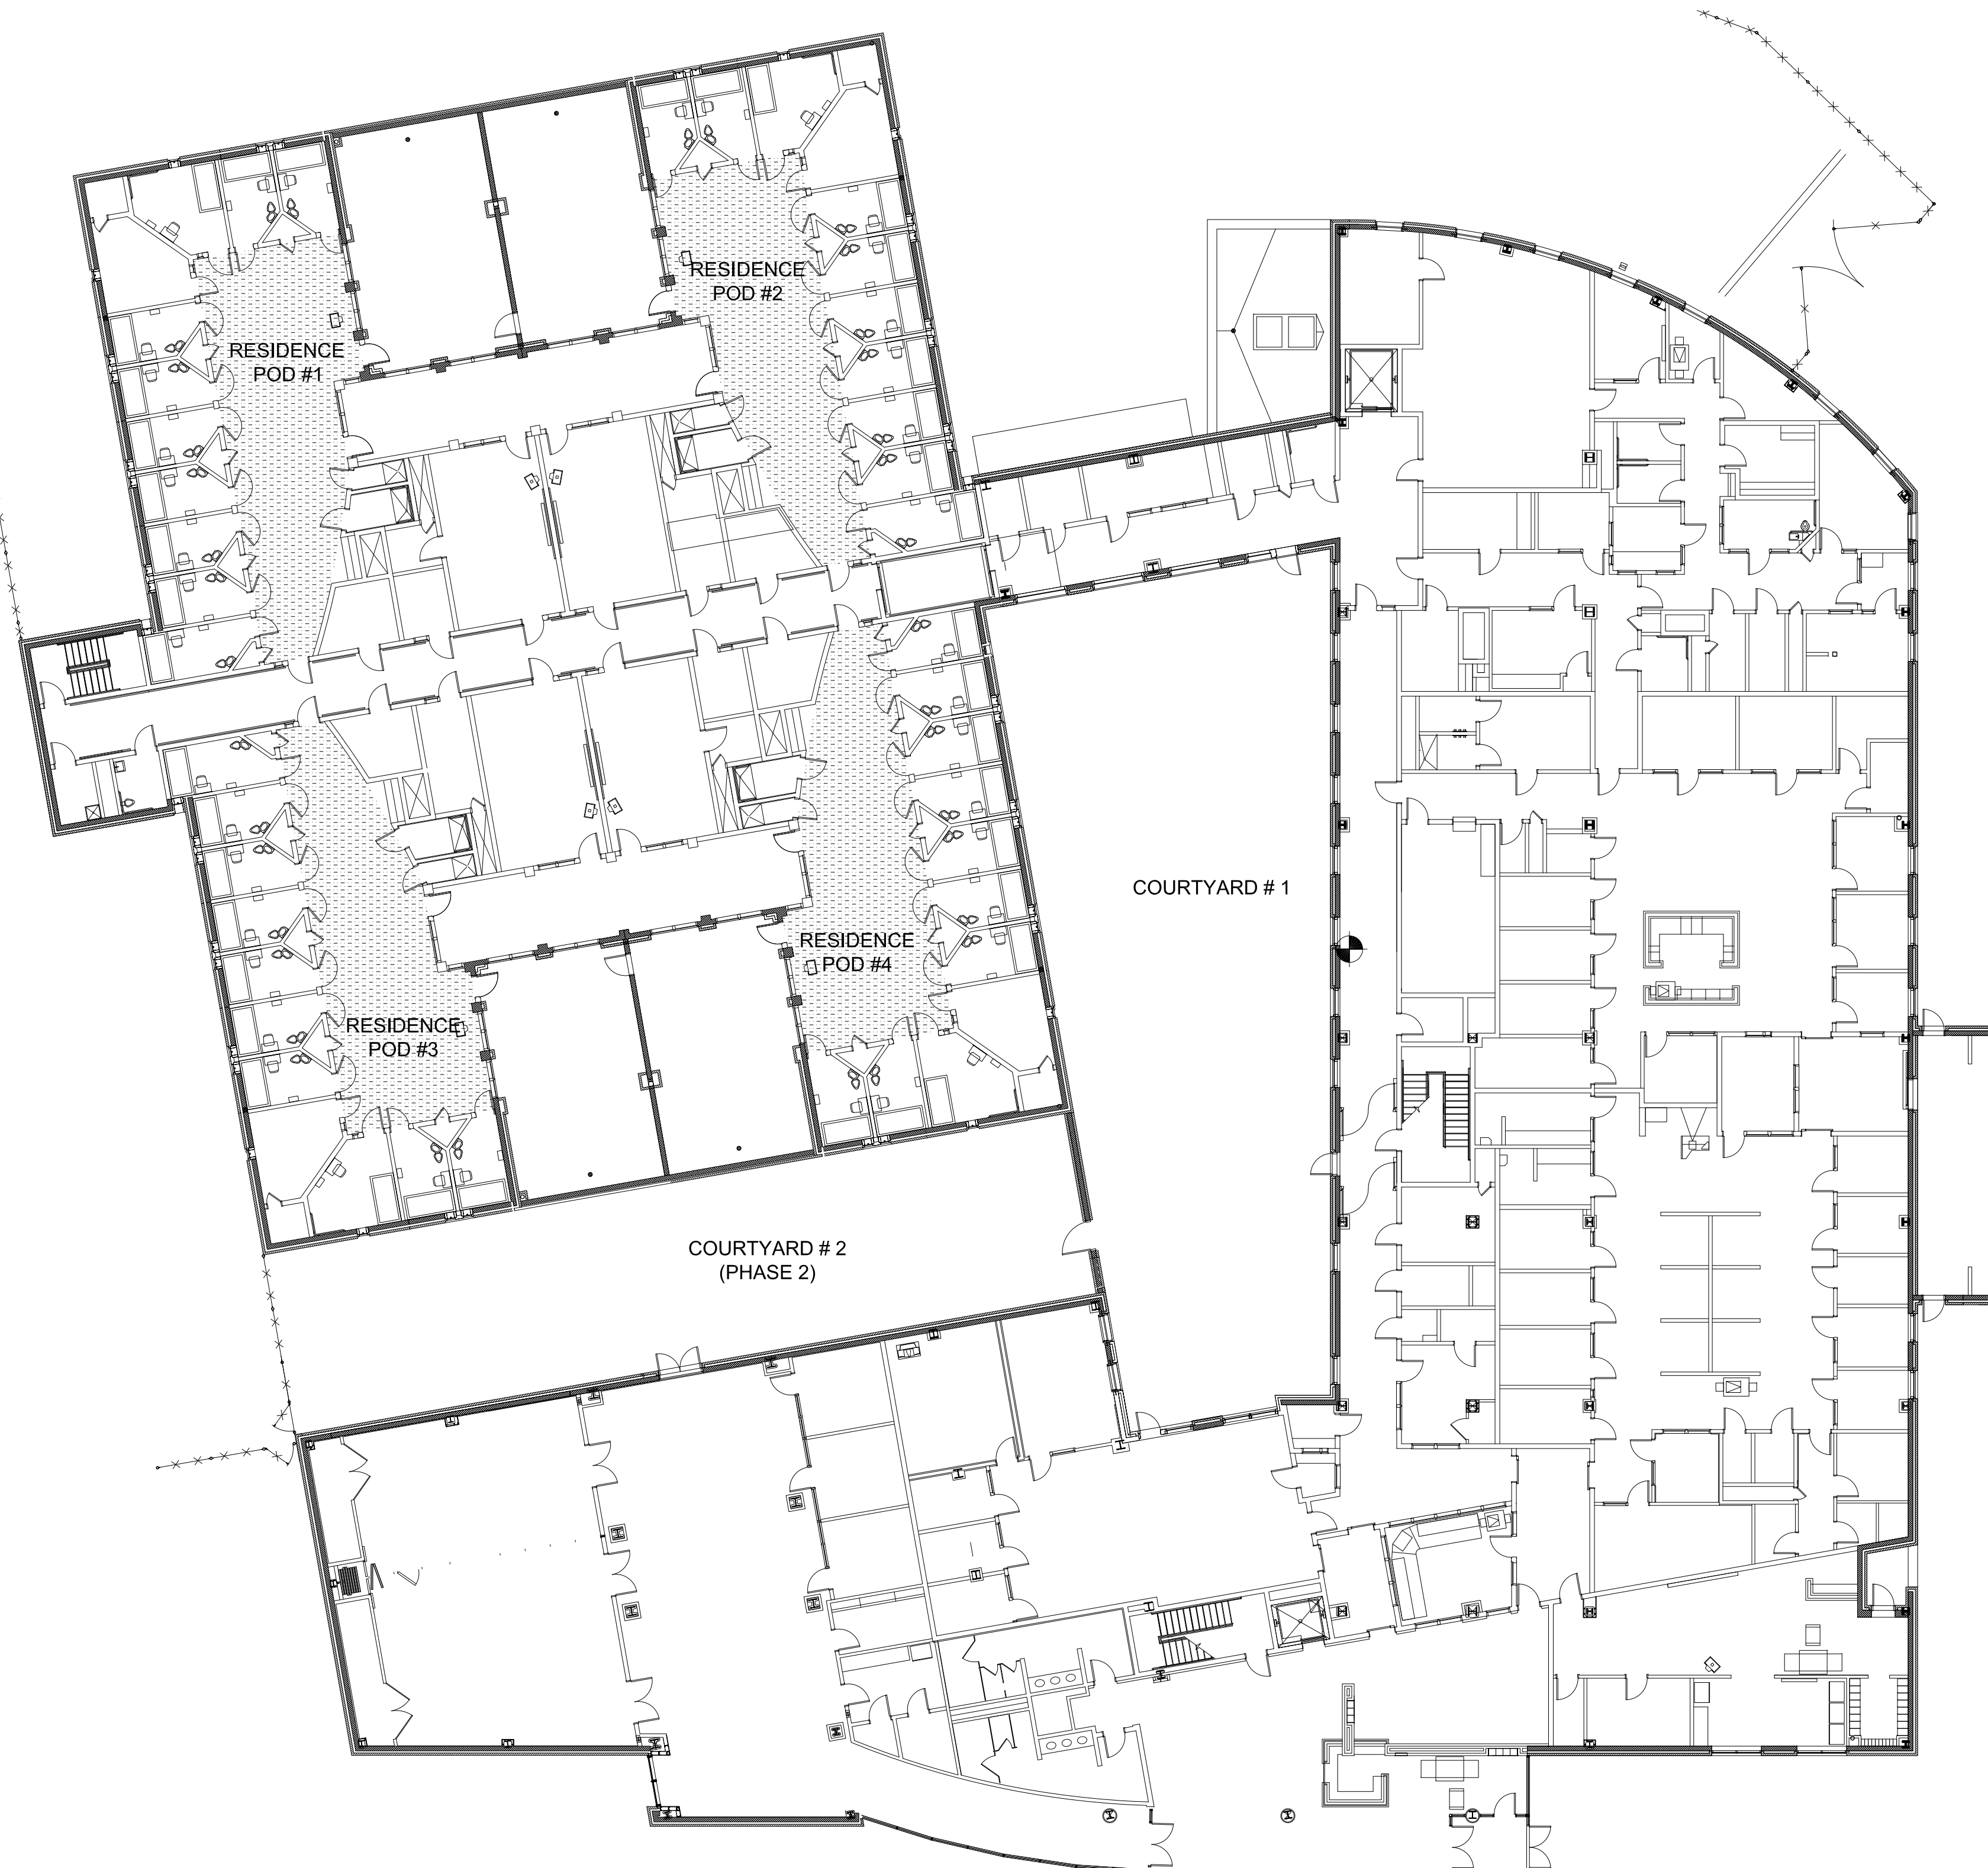 RESIDENCE
POD #2
RESIDENCE
POD #1
COURTYARD # 1
RESIDENCE
POD #4
RESIDENCE
POD #3
COURTYARD # 2
(PHASE 2)